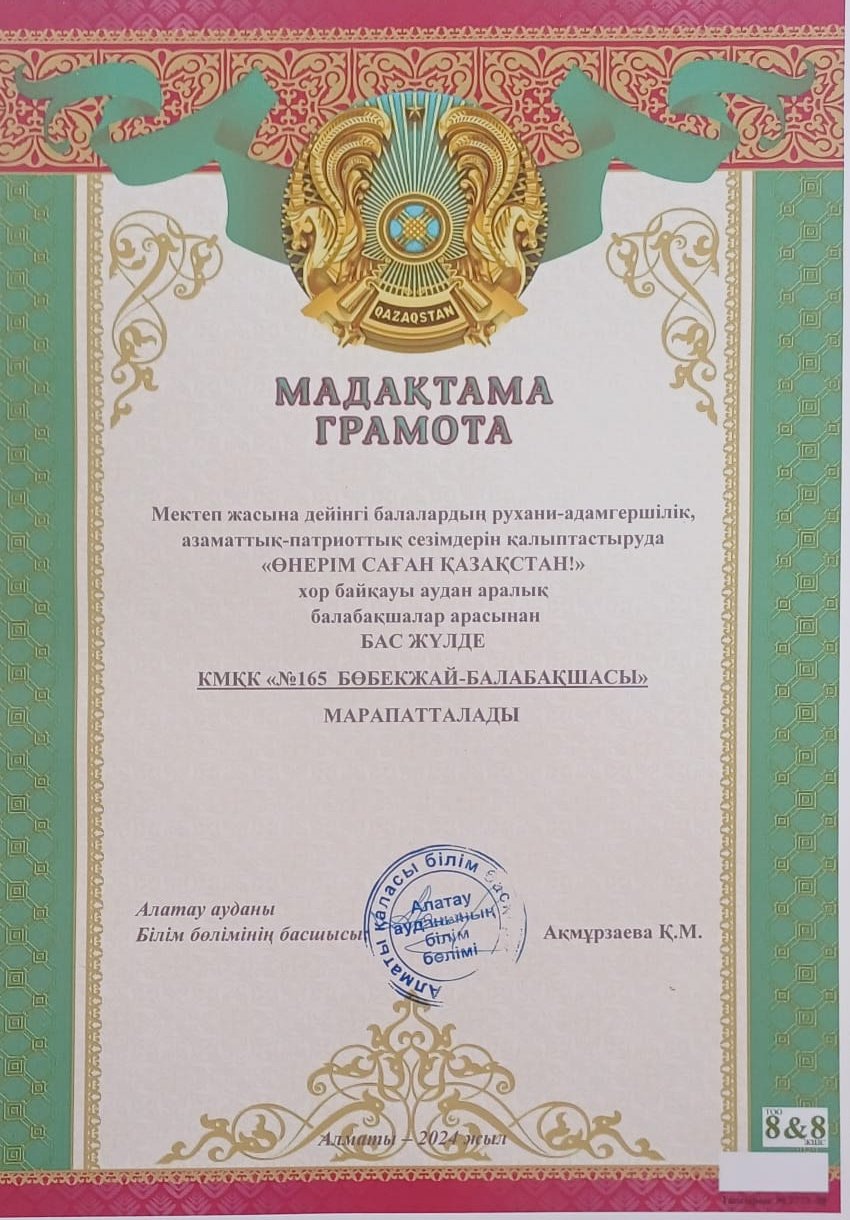 QAZAQSTAN
МАДАҚТАМА
ГРАМОТА
Мектеп жасына дейінгі балалардың рухани-адамгершілік,
азаматтық-патриоттық сезімдерін қалыптастыруда
«ӨНЕРІМ САҒАН ҚАЗАҚСТАН!»
хор байқауы аудан аралық
балабақшалар арасынан
БАС ЖҮЛДЕ
КМҚК «№165 БӨБЕКЖАЙ-БАЛАБАҚШАСЫ»
МАРАПАТТАЛАДЫ
Алатау ауданы
Білім бөлімінің басшысы
Ақмұрзаева Қ.М.
Алматы қаласы білім
Алатау
ауданының
білім
бөлімі
Алматы – 2024 жыл
ТОО
8&8
ЖШС